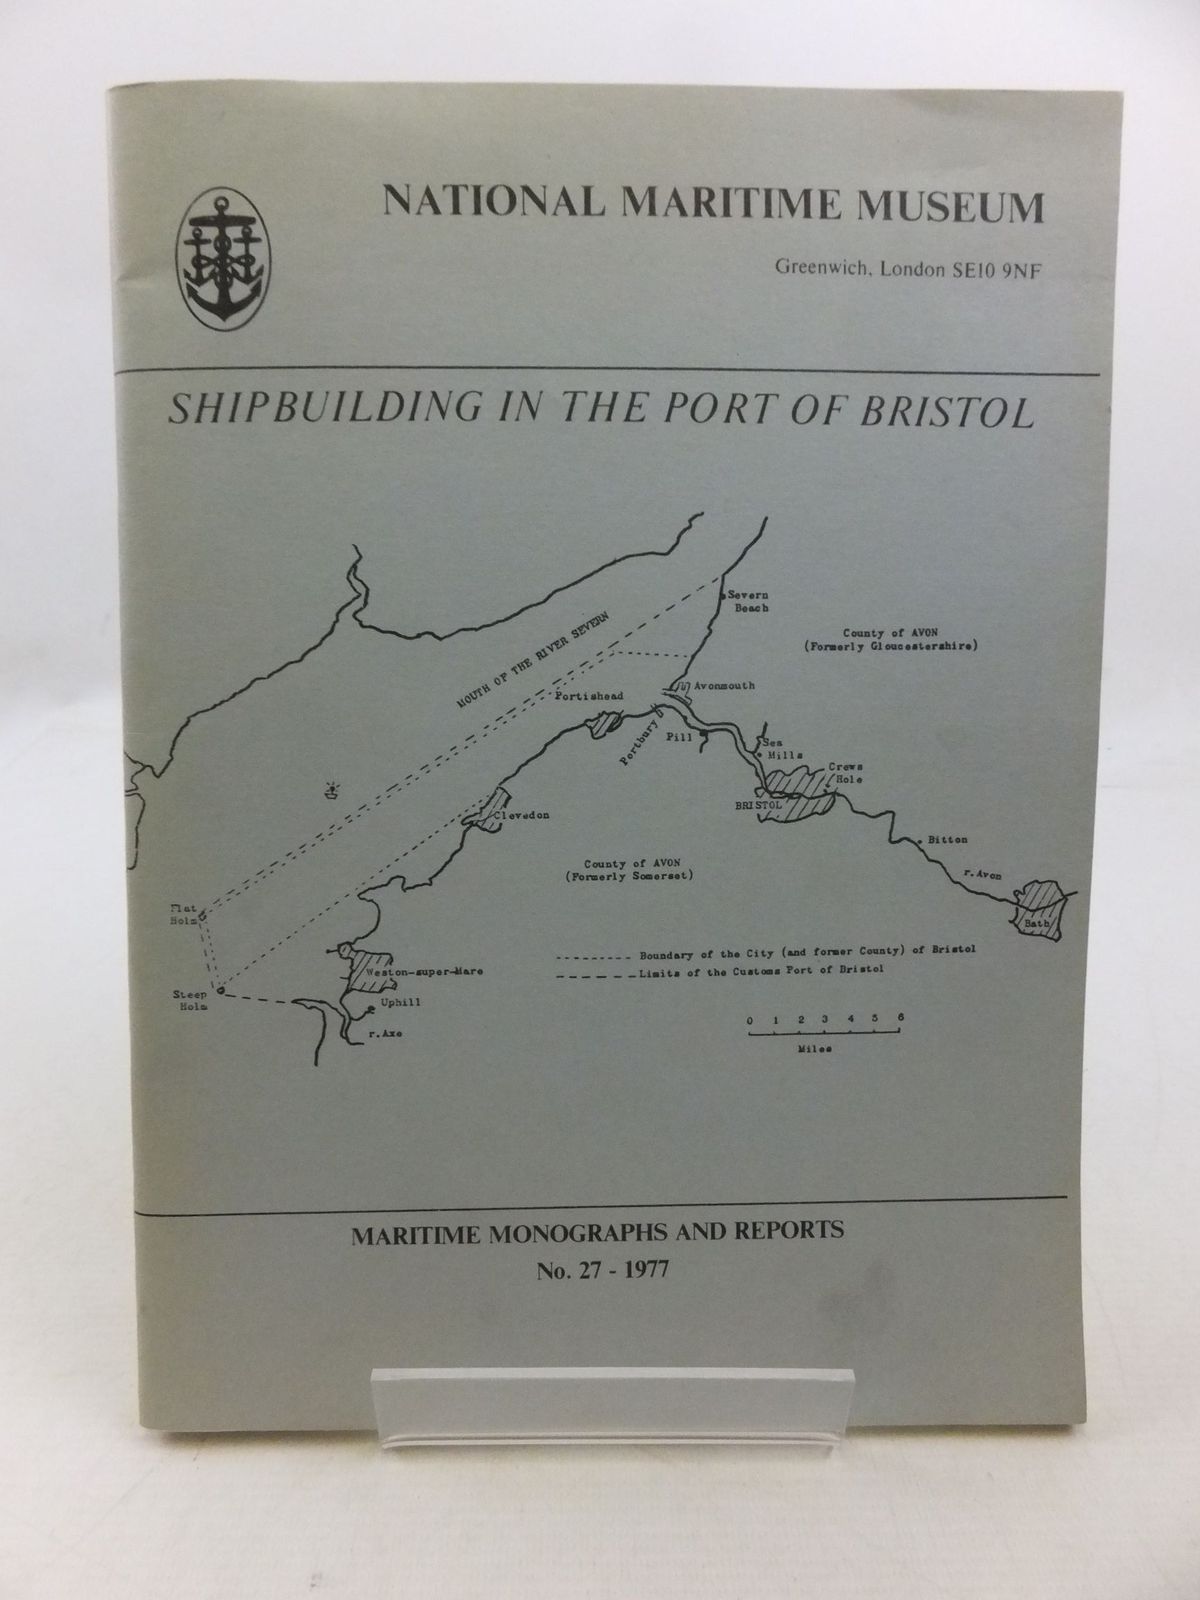 NATIONAL MARITIME MUSEUM
Greenwich, London SE10 9NF
SHIPBUILDING IN THE PORT OF BRISTOL
Severn
Beach
County of AVON
(Formerly Gloucestershire)
MOUTH OF THE RIVER SEVERN
Portishead
Avonmouth
Portbury
Pill
Sea
Mills
Crews
Hole
BRISTOL
Clevedon
Bitton
County of AVON
(Formerly Somerset)
r.Avon
Bath
Flat
Holm
Boundary of the City (and former County) of Bristol
Limits of the Customs Port of Bristol
Weston-super-Mare
Steep
Holm
Uphill
r.Axe
0 1 2 3 4 5 6
Miles
MARITIME MONOGRAPHS AND REPORTS
No. 27 - 1977